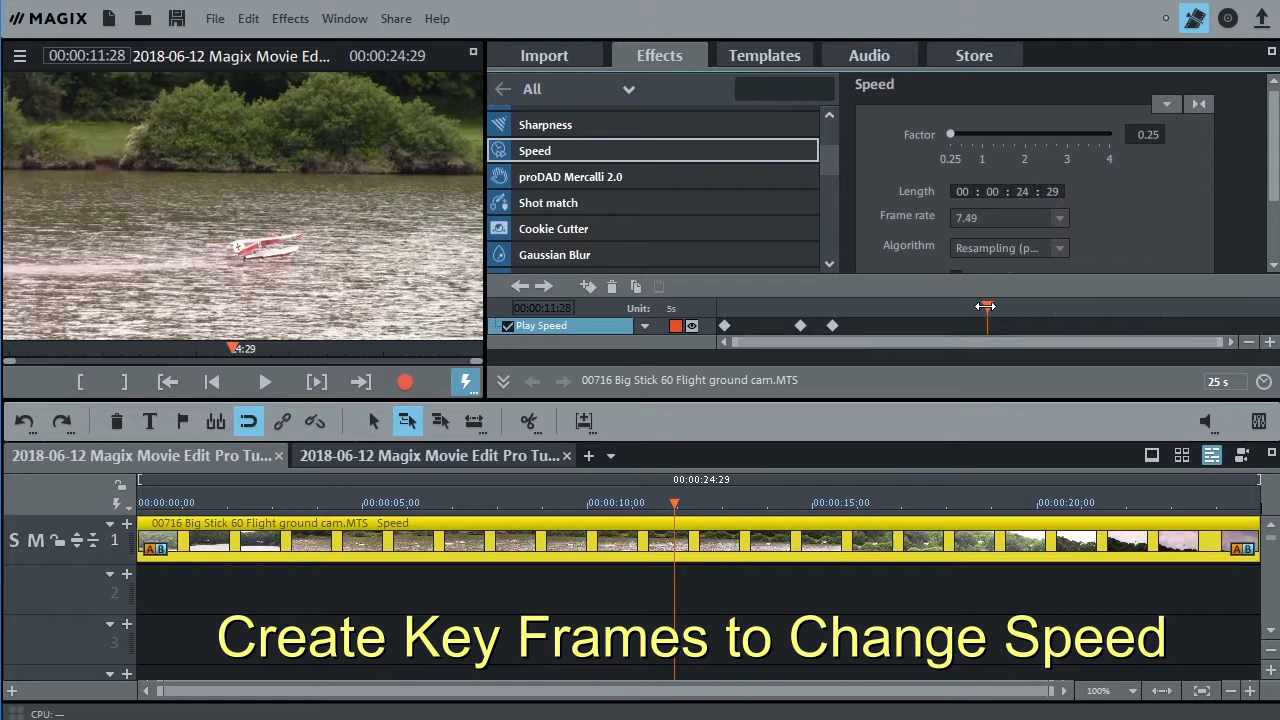 MAGIX File Edit Effects Window Share Help
00:00:11:28 2018-06-12 Magix Movie Ed... 00:00:24:29
Import Effects Templates Audio Store
All
Sharpness
Speed
proDAD Mercalli 2.0
Shot match
Cookie Cutter
Gaussian Blur
Speed
Factor 0.25
0.25 1 2 3 4
Length 00 : 00 : 24 : 29
Frame rate 7.49
Algorithm Resampling (p...
00:00:11:28 Unit: 5s
Play Speed
00716 Big Stick 60 Flight ground cam.MTS 25 s
2018-06-12 Magix Movie Edit Pro Tu... 2018-06-12 Magix Movie Edit Pro Tu...
00:00:24:29
00:00:00;00 00:00:05;00 00:00:10;00 00:00:15;00 00:00:20;00
00716 Big Stick 60 Flight ground cam.MTS Speed
S M 1
A B A B
2
3
Create Key Frames to Change Speed
100%
CPU: —